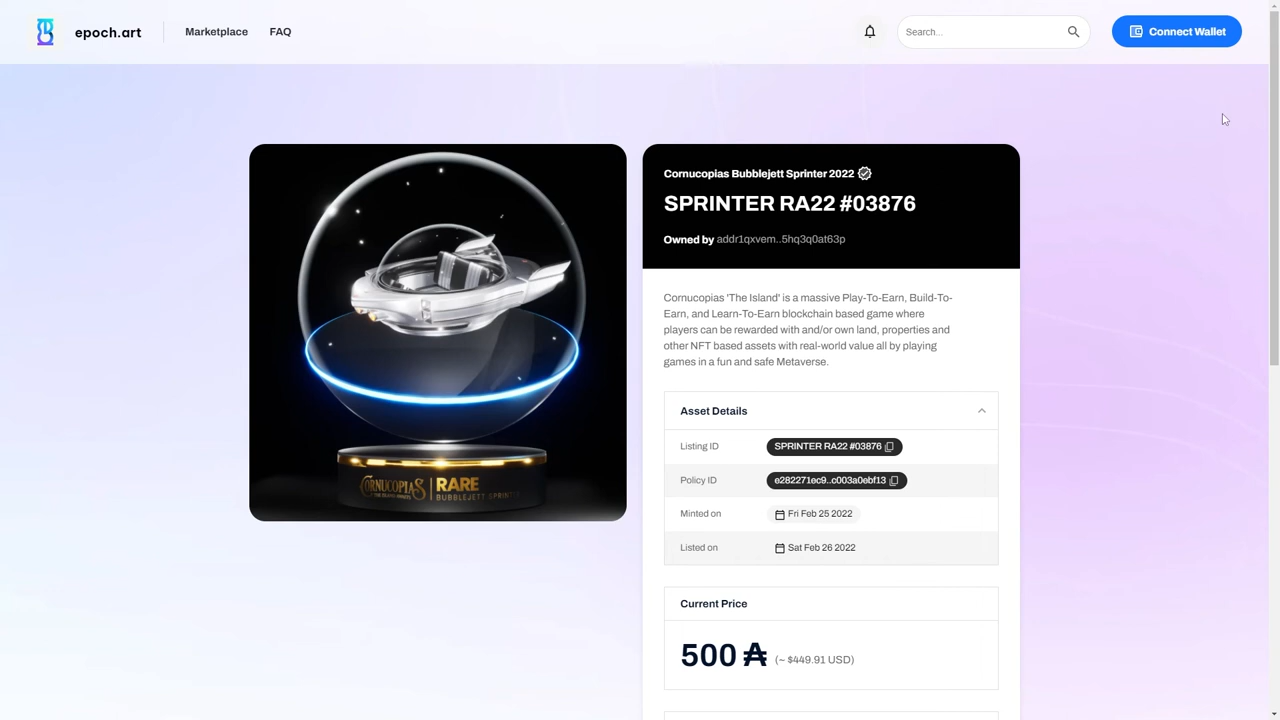 epoch.art
Marketplace
FAQ
Search...
Connect Wallet
CORNUCOPIAS
THE ISLAND ASSETS
RARE
BUBBLEJETT SPRINTER
Cornucopias Bubblejett Sprinter 2022
SPRINTER RA22 #03876
Owned by addr1qxvem..5hq3q0at63p
Cornucopias 'The Island' is a massive Play-To-Earn, Build-To-
Earn, and Learn-To-Earn blockchain based game where
players can be rewarded with and/or own land, properties and
other NFT based assets with real-world value all by playing
games in a fun and safe Metaverse.
Asset Details
Listing ID SPRINTER RA22 #03876
Policy ID e282271ec9..c003a0ebf13
Minted on Fri Feb 25 2022
Listed on Sat Feb 26 2022
Current Price
500 ₳ (~ $449.91 USD)